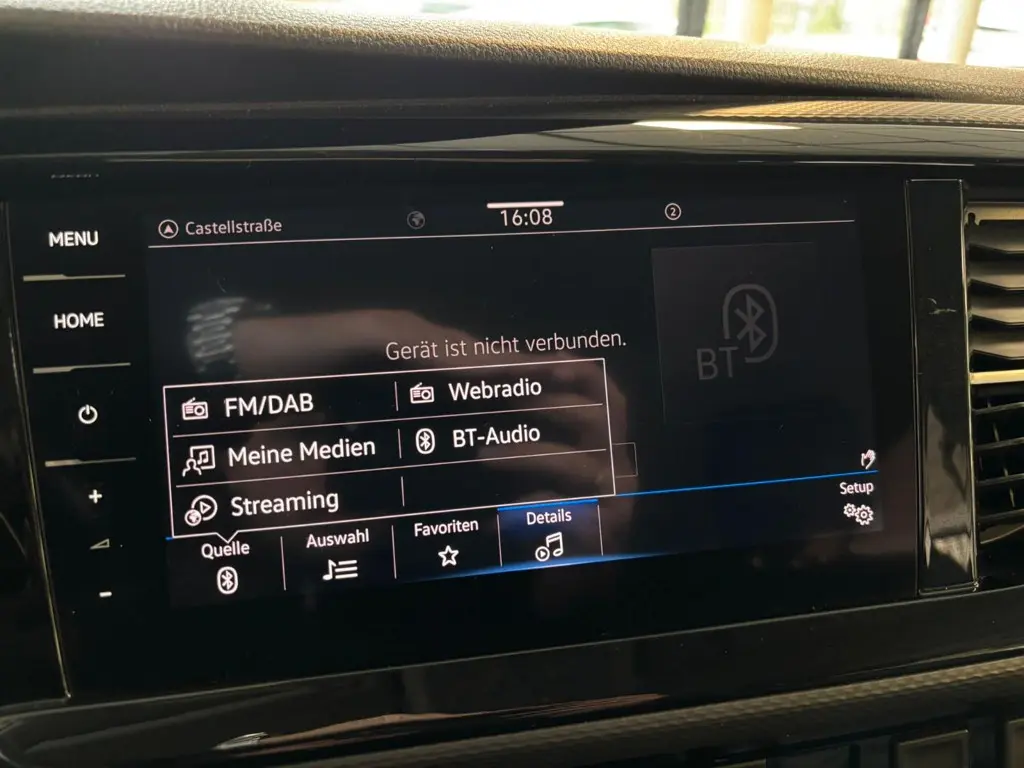 MENU
HOME
+
-
Castellstraße
16:08
2
Gerät ist nicht verbunden.
BT
FM/DAB
Webradio
Meine Medien
BT-Audio
Streaming
Quelle
Auswahl
Favoriten
Details
Setup